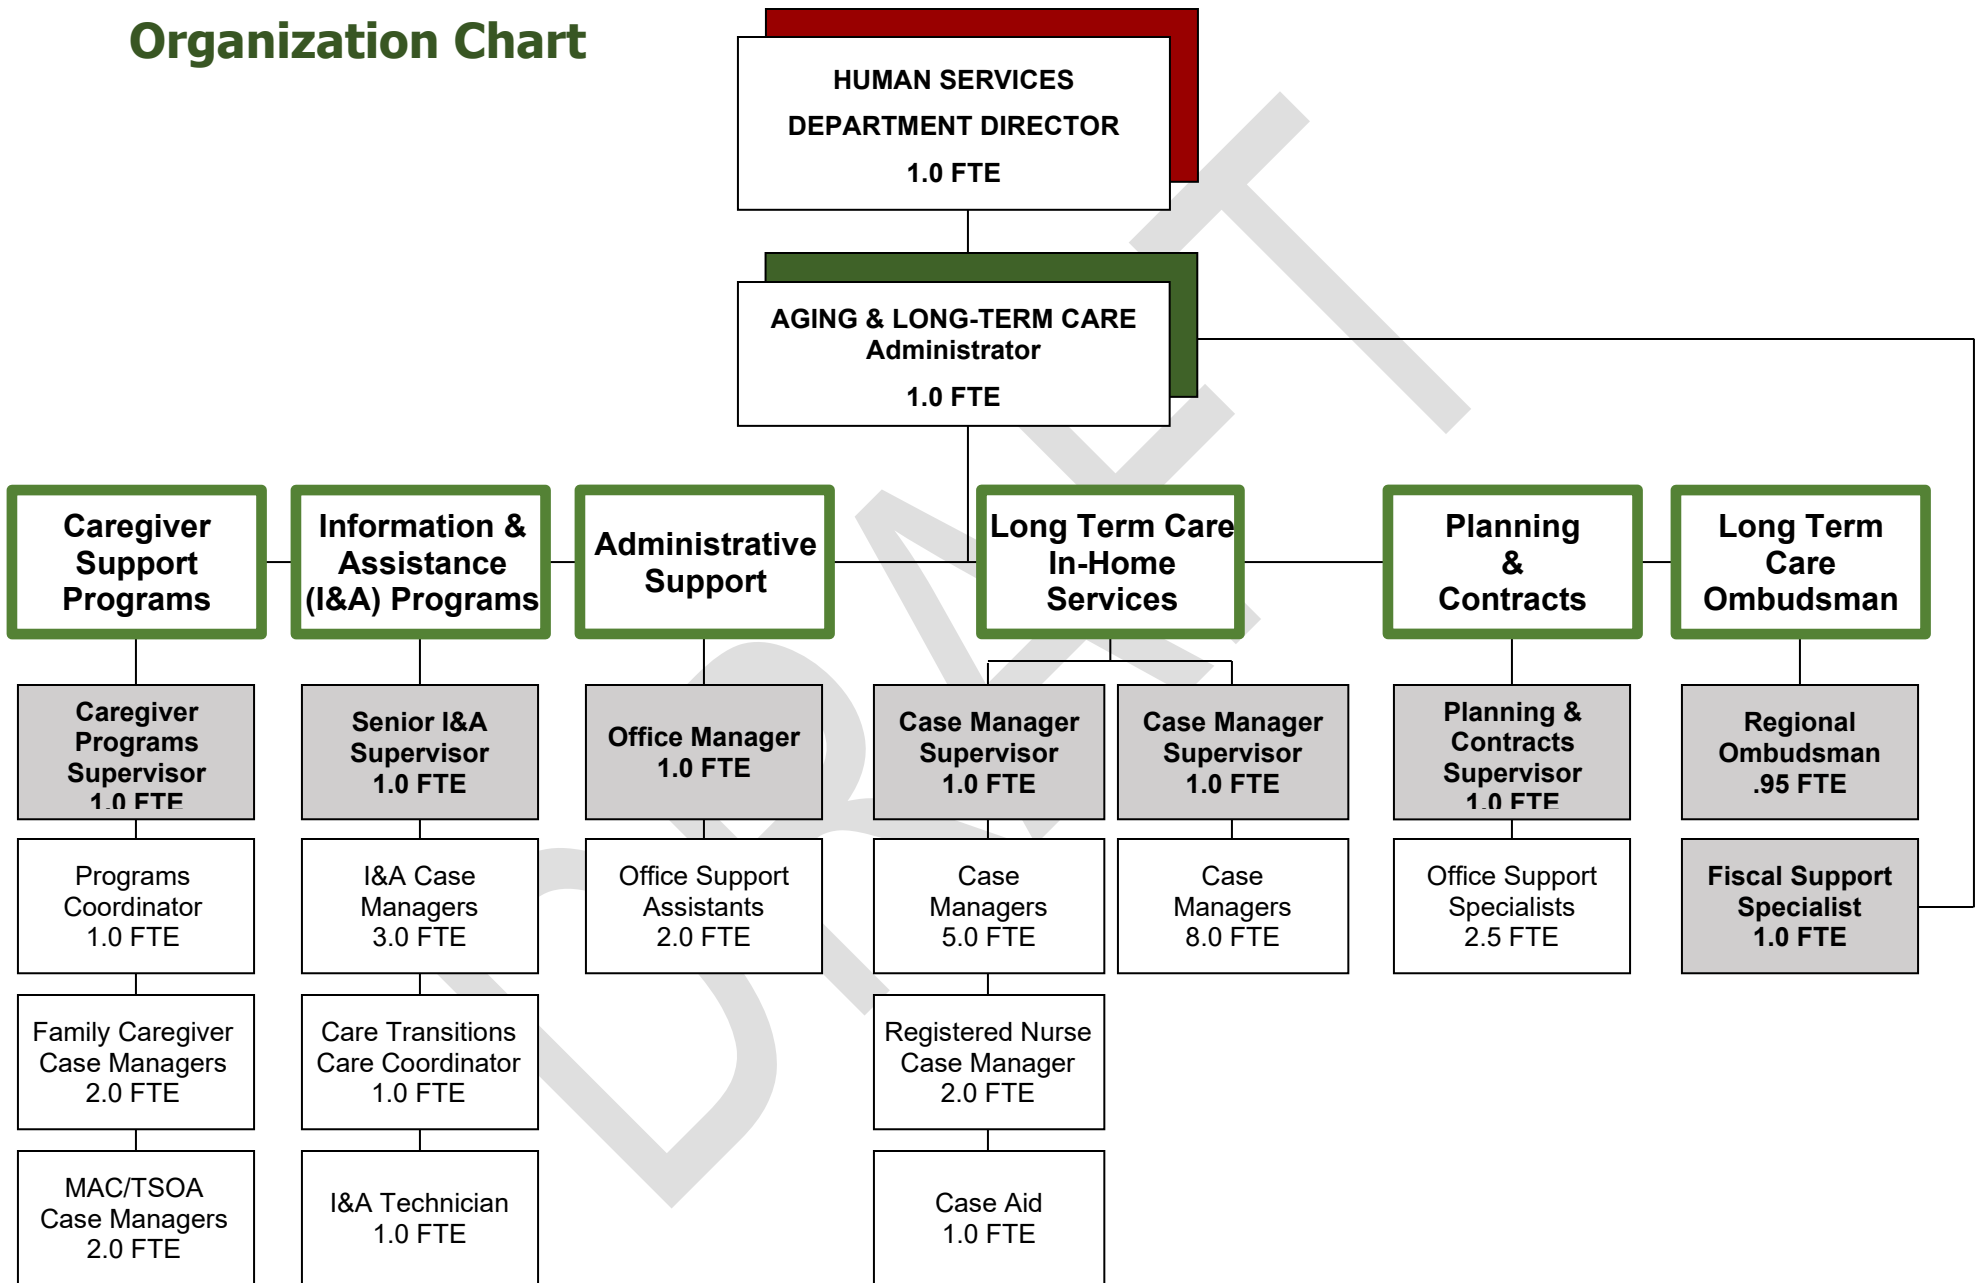 Organization Chart
HUMAN SERVICES
DEPARTMENT DIRECTOR
1.0 FTE
AGING & LONG-TERM CARE
Administrator
1.0 FTE
Caregiver
Support
Programs
Information &
Assistance
(I&A) Programs
Administrative
Support
Long Term Care
In-Home
Services
Planning
&
Contracts
Long Term
Care
Ombudsman
Caregiver
Programs
Supervisor
1.0 FTE
Senior I&A
Supervisor
1.0 FTE
Office Manager
1.0 FTE
Case Manager
Supervisor
1.0 FTE
Case Manager
Supervisor
1.0 FTE
Planning &
Contracts
Supervisor
1.0 FTE
Regional
Ombudsman
.95 FTE
Programs
Coordinator
1.0 FTE
I&A Case
Managers
3.0 FTE
Office Support
Assistants
2.0 FTE
Case
Managers
5.0 FTE
Case
Managers
8.0 FTE
Office Support
Specialists
2.5 FTE
Fiscal Support
Specialist
1.0 FTE
Family Caregiver
Case Managers
2.0 FTE
Care Transitions
Care Coordinator
1.0 FTE
Registered Nurse
Case Manager
2.0 FTE
MAC/TSOA
Case Managers
2.0 FTE
I&A Technician
1.0 FTE
Case Aid
1.0 FTE
DRAFT